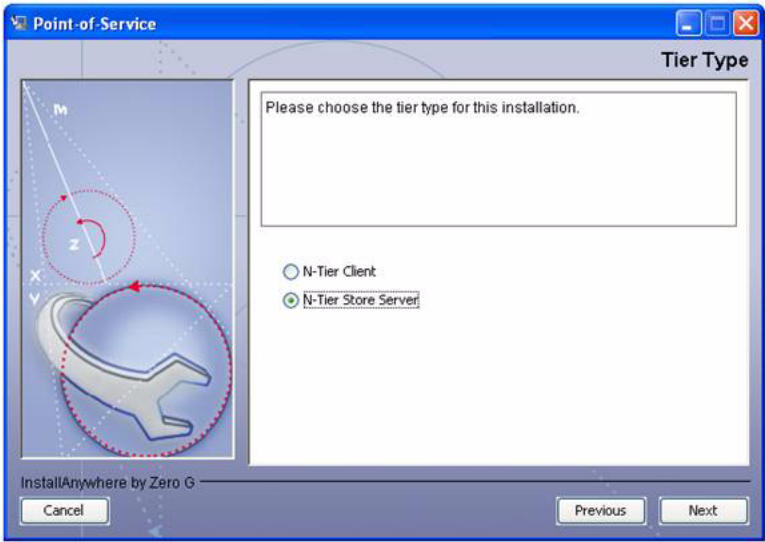 Point-of-Service
Tier Type
M
Z
X
Y
Please choose the tier type for this installation.
N-Tier Client
N-Tier Store Server
InstallAnywhere by Zero G
Cancel
Previous
Next